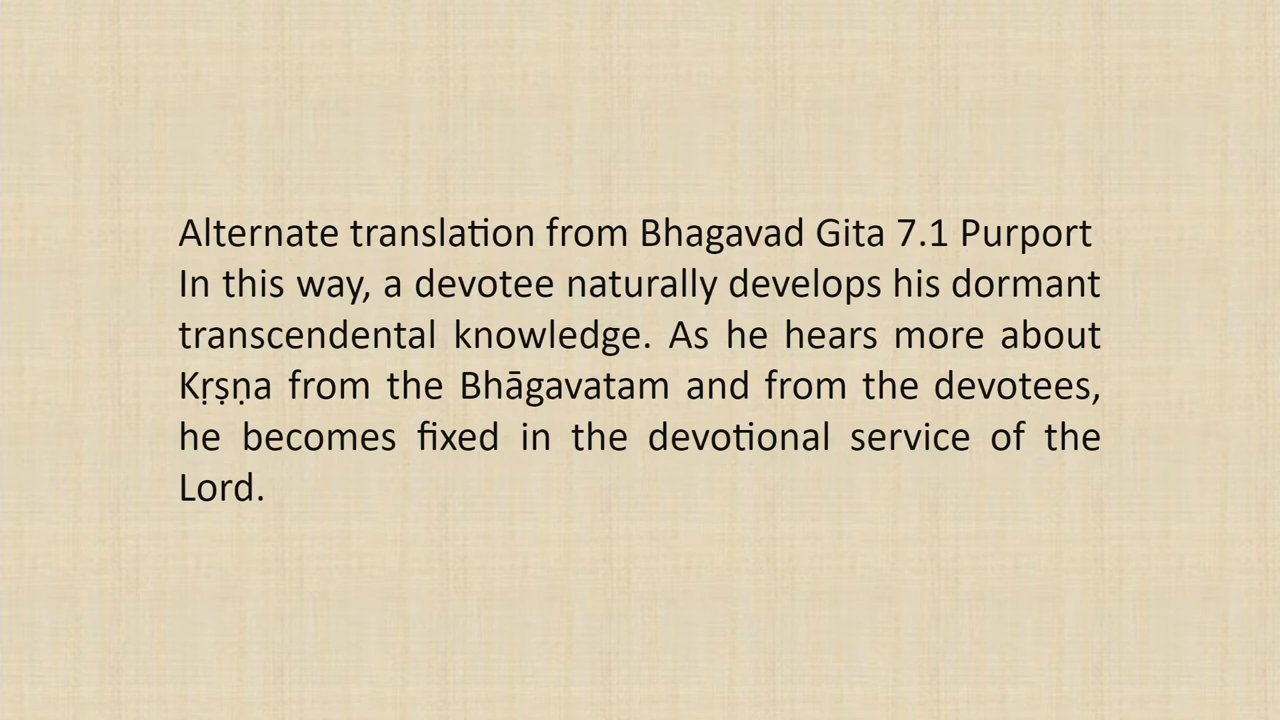 Alternate translation from Bhagavad Gita 7.1 Purport
In this way, a devotee naturally develops his dormant
transcendental knowledge. As he hears more about
Kṛṣṇa from the Bhāgavatam and from the devotees,
he becomes fixed in the devotional service of the
Lord.